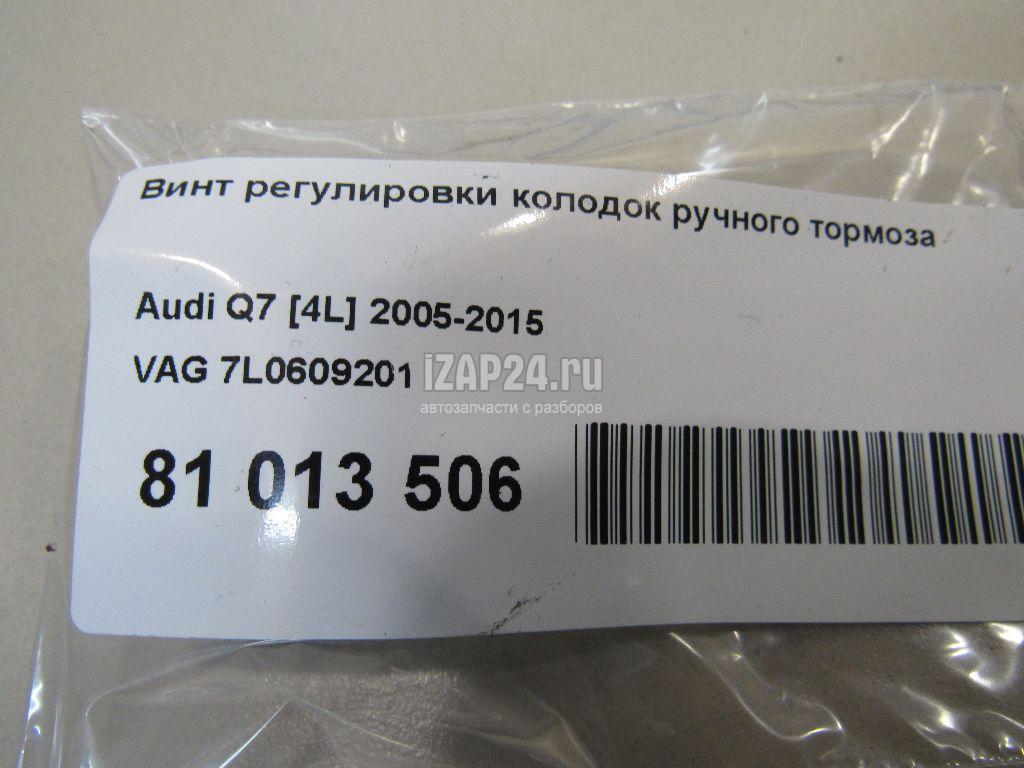 Винт регулировки колодок ручного тормоза
Audi Q7 [4L] 2005-2015
VAG 7L0609201
iZAP24.ru
автозапчасти с разборов
81 013 506